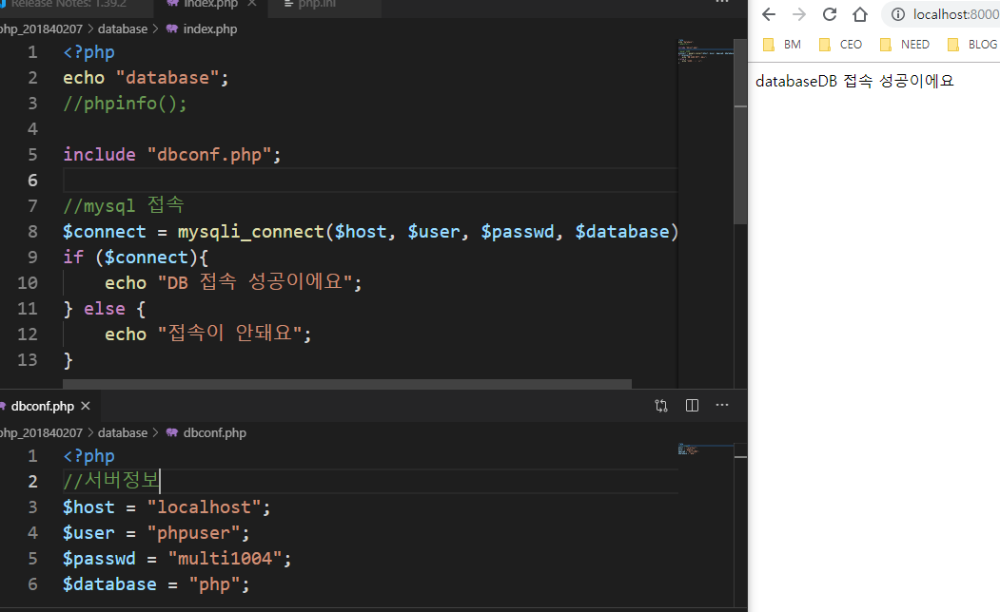 Release Notes: 1.39.2
index.php
php.ini
php_201840207 > database > index.php
1 <?php
2 echo "database";
3 //phpinfo();
4
5 include "dbconf.php";
6
7 //mysql 접속
8 $connect = mysqli_connect($host, $user, $passwd, $database)
9 if ($connect){
10 echo "DB 접속 성공이에요";
11 } else {
12 echo "접속이 안돼요";
13 }
dbconf.php
php_201840207 > database > dbconf.php
1 <?php
2 //서버정보
3 $host = "localhost";
4 $user = "phpuser";
5 $passwd = "multi1004";
6 $database = "php";
localhost:8000
BM CEO NEED BLOG
databaseDB 접속 성공이에요